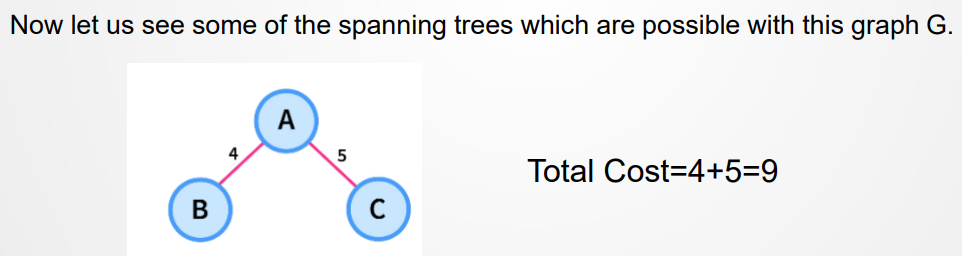 Now let us see some of the spanning trees which are possible with this graph G.
A
4
5
Total Cost=4+5=9
B
C